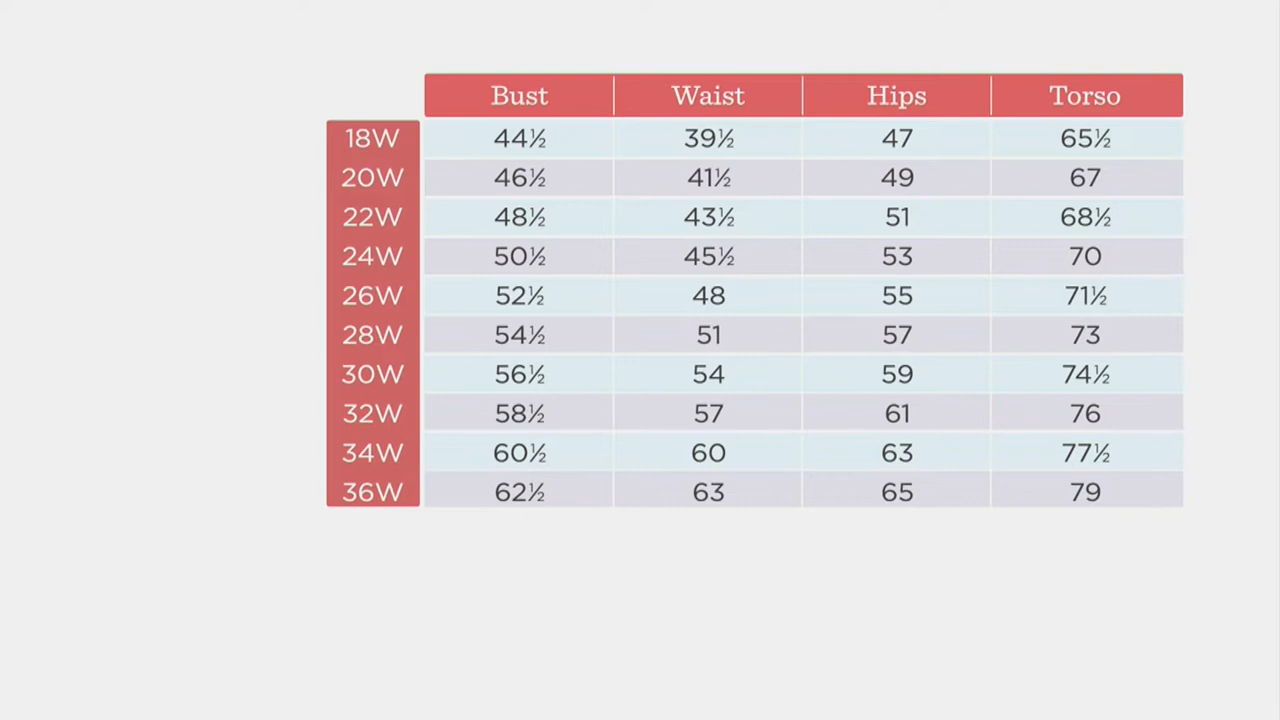 Bust Waist Hips Torso
18W 44½ 39½ 47 65½
20W 46½ 41½ 49 67
22W 48½ 43½ 51 68½
24W 50½ 45½ 53 70
26W 52½ 48 55 71½
28W 54½ 51 57 73
30W 56½ 54 59 74½
32W 58½ 57 61 76
34W 60½ 60 63 77½
36W 62½ 63 65 79